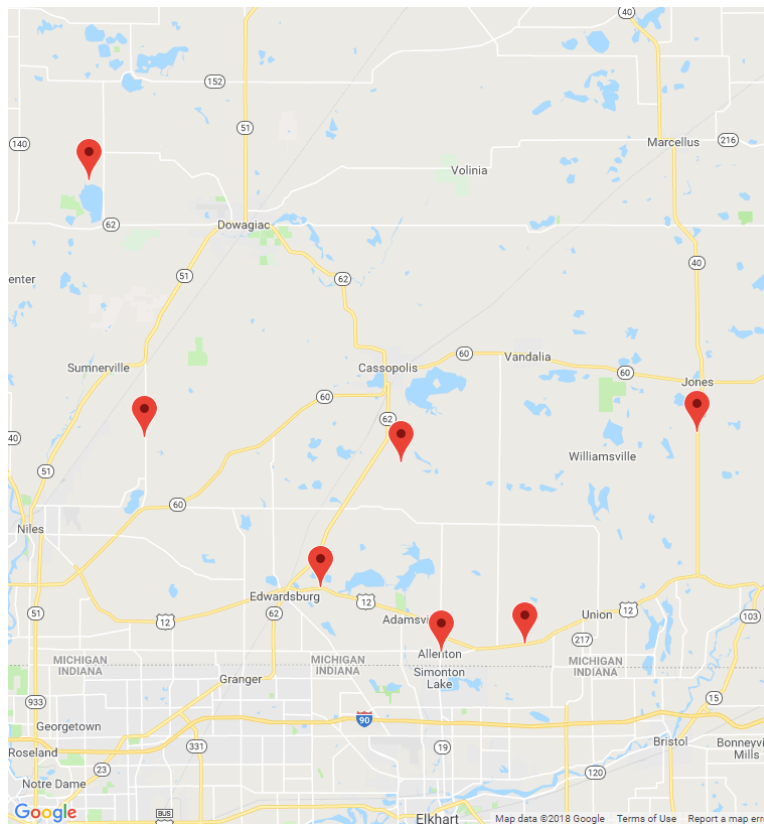 40
152
51
140
Marcellus
216
Volinia
62
Dowagiac
40
51
62
enter
Sumnerville
Cassopolis
60
Vandalia
60
Jones
60
62
40
51
Williamsville
60
Niles
Edwardsburg
12
Adamsv
Union
12
51
12
62
103
217
MICHIGAN
INDIANA
MICHIGAN
INDIANA
Allenton
MICHIGAN
INDIANA
Simonton
Lake
Granger
933
15
Georgetown
90
331
19
Bristol
Bonneyvi
Mills
Roseland
23
120
Notre Dame
Google
BUS
Elkhart
Map data ©2018 Google
Terms of Use
Report a map erro